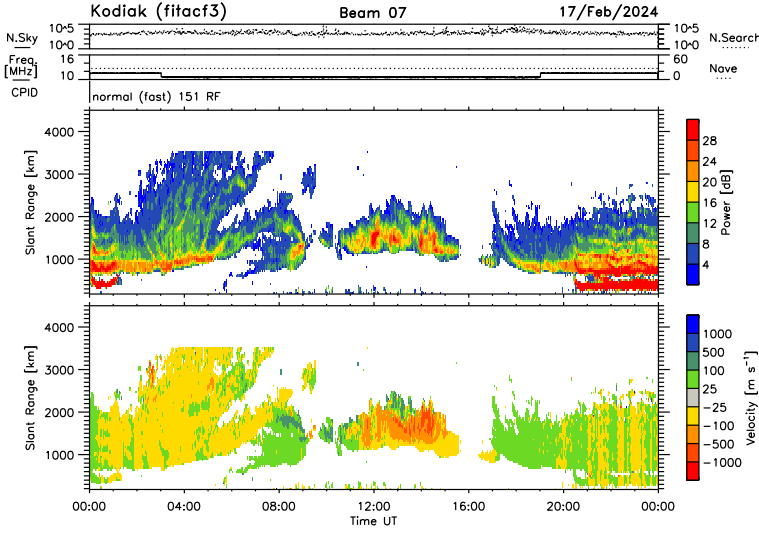 Kodiak (fitacf3) Beam 07 17/Feb/2024
N.Sky 10^5 10^0 10^5 10^0 N.Search
Freq. [MHz] 16 10 60 0 Nave
CPID normal (fast) 151 RF
Slant Range [km] 4000 3000 2000 1000
28 24 20 16 12 8 4 Power [dB]
Slant Range [km] 4000 3000 2000 1000
1000 500 100 25 −25 −100 −500 −1000 Velocity [m s⁻¹]
00:00 04:00 08:00 12:00 16:00 20:00 00:00
Time UT